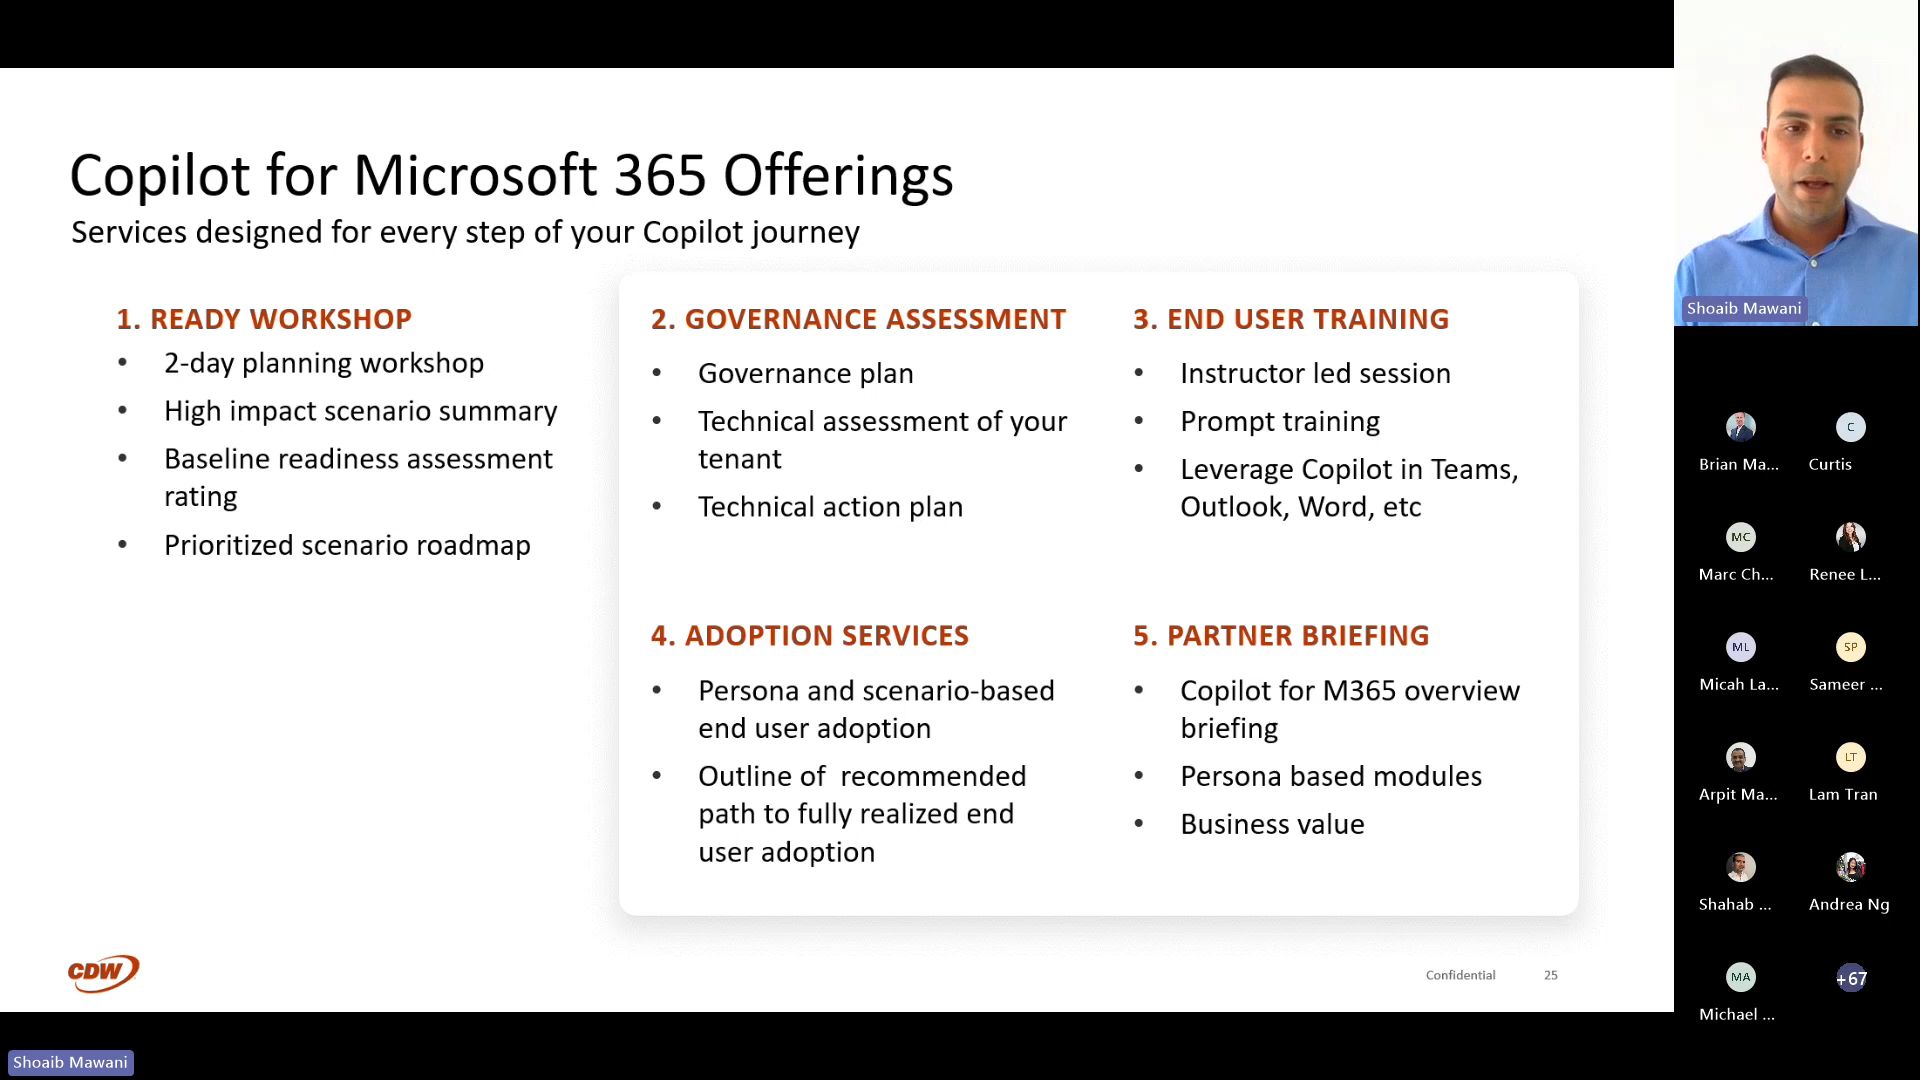 Copilot for Microsoft 365 Offerings
Services designed for every step of your Copilot journey
1. READY WORKSHOP
• 2-day planning workshop
• High impact scenario summary
• Baseline readiness assessment
rating
• Prioritized scenario roadmap
2. GOVERNANCE ASSESSMENT
• Governance plan
• Technical assessment of your
tenant
• Technical action plan
3. END USER TRAINING
• Instructor led session
• Prompt training
• Leverage Copilot in Teams,
Outlook, Word, etc
4. ADOPTION SERVICES
• Persona and scenario-based
end user adoption
• Outline of  recommended
path to fully realized end
user adoption
5. PARTNER BRIEFING
• Copilot for M365 overview
briefing
• Persona based modules
• Business value
CDW
Confidential
25
Shoaib Mawani
Shoaib Mawani
Brian Ma...
C
Curtis
MC
Marc Ch...
Renee L...
ML
Micah La...
SP
Sameer ...
Arpit Ma...
LT
Lam Tran
Shahab ...
Andrea Ng
MA
Michael ...
+67